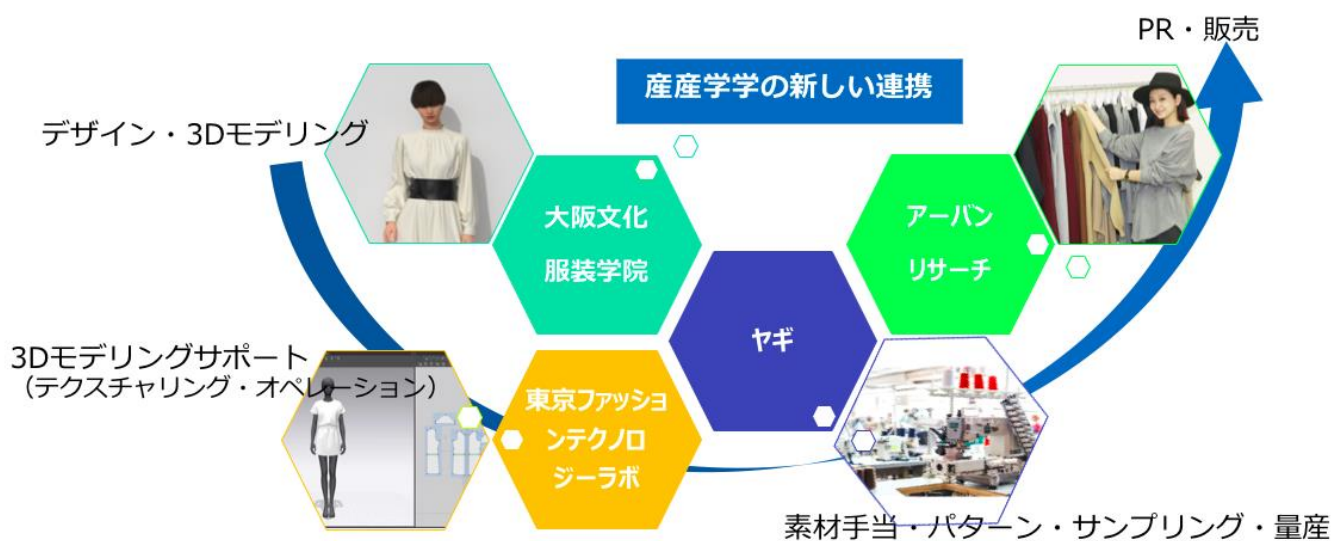 PR・販売
産産学学の新しい連携
デザイン・3Dモデリング
大阪文化
服装学院
アーバン
リサーチ
ヤギ
3Dモデリングサポート
（テクスチャリング・オペレーション）
東京ファッショ
ンテクノロ
ジーラボ
素材手当・パターン・サンプリング・量産